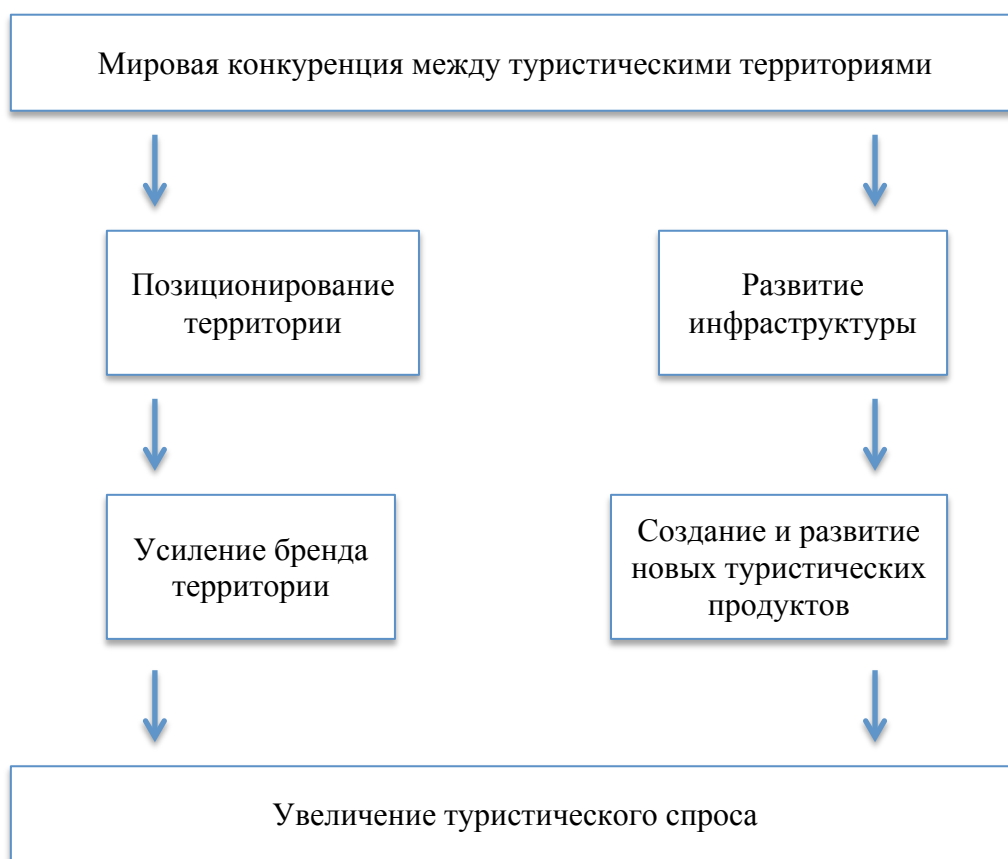 Мировая конкуренция между туристическими территориями
Позиционирование
территории
Развитие
инфраструктуры
Усиление бренда
территории
Создание и развитие
новых туристических
продуктов
Увеличение туристического спроса